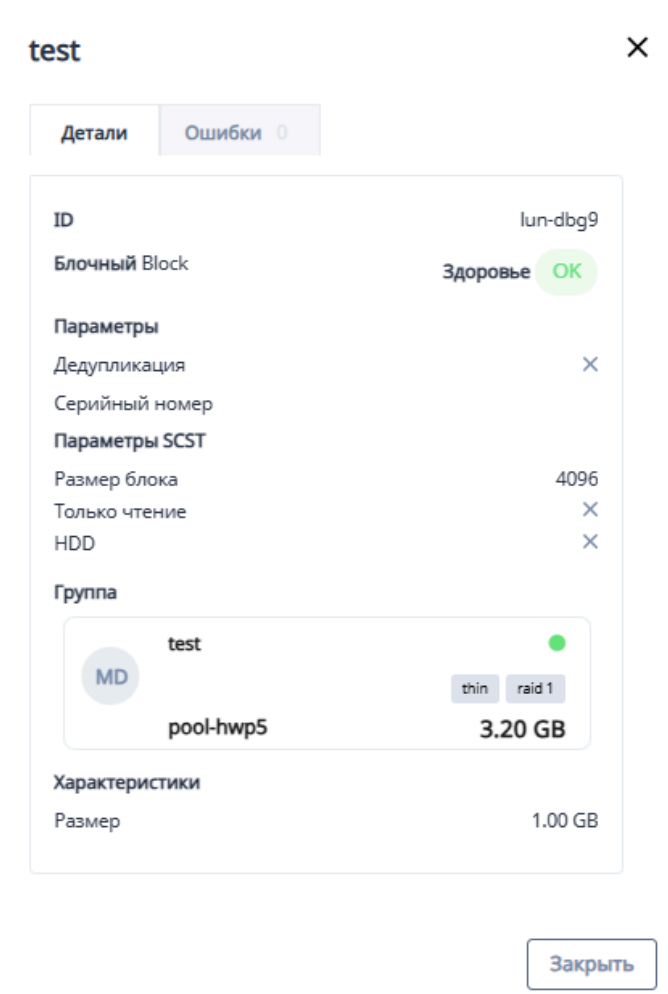 test
Детали
Ошибки 0
ID lun-dbg9
Блочный Block
Здоровье OK
Параметры
Дедупликация
Серийный номер
Параметры SCST
Размер блока 4096
Только чтение
HDD
Группа
test
MD
thin raid 1
pool-hwp5 3.20 GB
Характеристики
Размер 1.00 GB
Закрыть